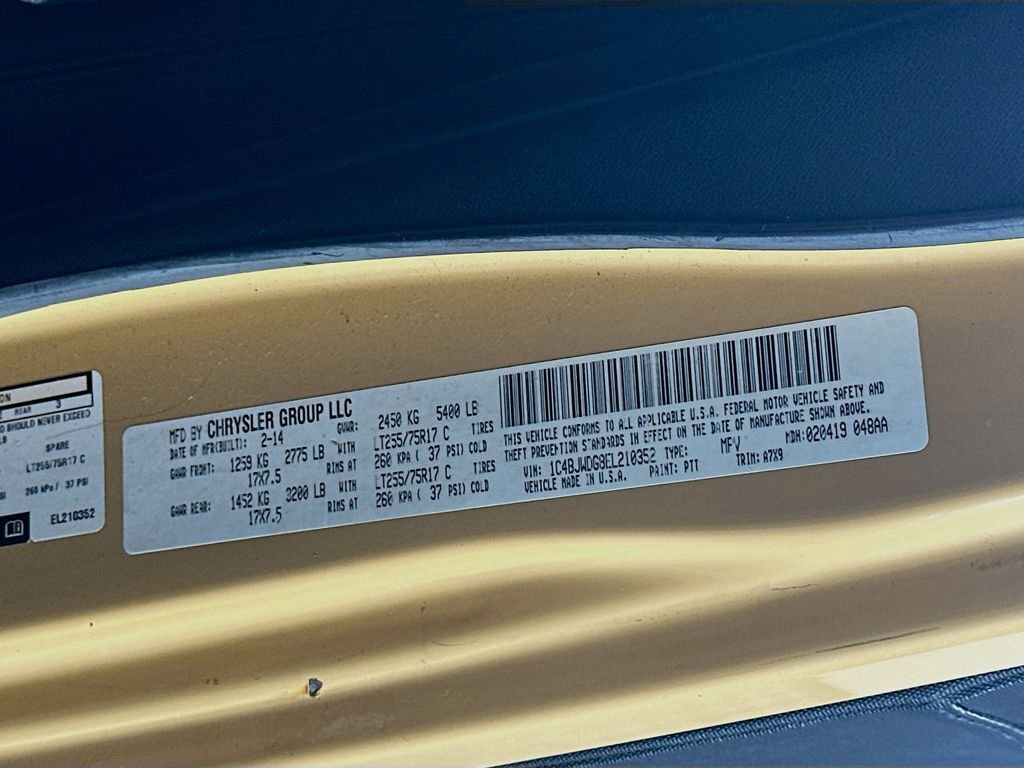 ON
2 REAR 3
D SHOULD NEVER EXCEED
LB
SPARE
LT255/75R17 C
SI 260 kPa / 37 PSI
EL210352
MFD BY CHRYSLER GROUP LLC
DATE OF MFR(BUILT): 2-14 GVWR: 2450 KG 5400 LB
GAWR FRONT: 1259 KG 2775 LB WITH LT255/75R17 C TIRES
17X7.5 RIMS AT 260 KPA ( 37 PSI) COLD
GAWR REAR: 1452 KG 3200 LB WITH LT255/75R17 C TIRES
17X7.5 RIMS AT 260 KPA ( 37 PSI) COLD
THIS VEHICLE CONFORMS TO ALL APPLICABLE U.S.A. FEDERAL MOTOR VEHICLE SAFETY AND
THEFT PREVENTION STANDARDS IN EFFECT ON THE DATE OF MANUFACTURE SHOWN ABOVE.
VIN: 1C4BJWDG8EL210352 TYPE: MPV MDH: 020419 048AA
VEHICLE MADE IN U.S.A. PAINT: PTT TRIM: A7X9